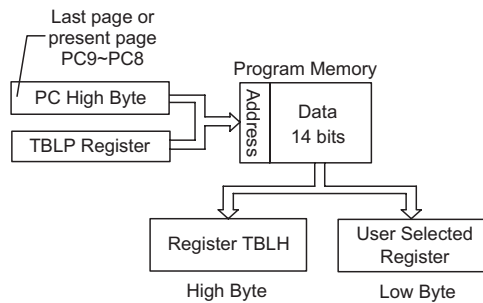 Last page or
present page
PC9~PC8
Program Memory
PC High Byte
TBLP Register
Address
Data
14 bits
Register TBLH
User Selected
Register
High Byte
Low Byte